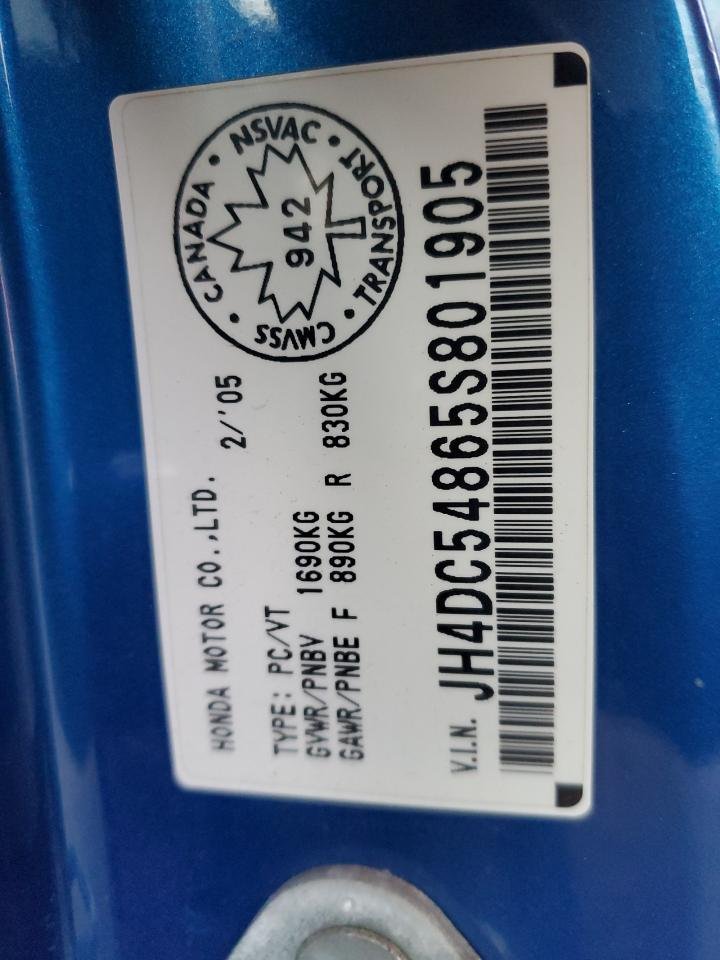 HONDA MOTOR CO.,LTD. 2/'05
TYPE: PC/VT
GVWR/PNBV 1690KG
GAWR/PNBE F 890KG R 830KG
V.I.N. JH4DC54865S801905
CANADA • NSVAC • TRANSPORT • CMVSS •
942